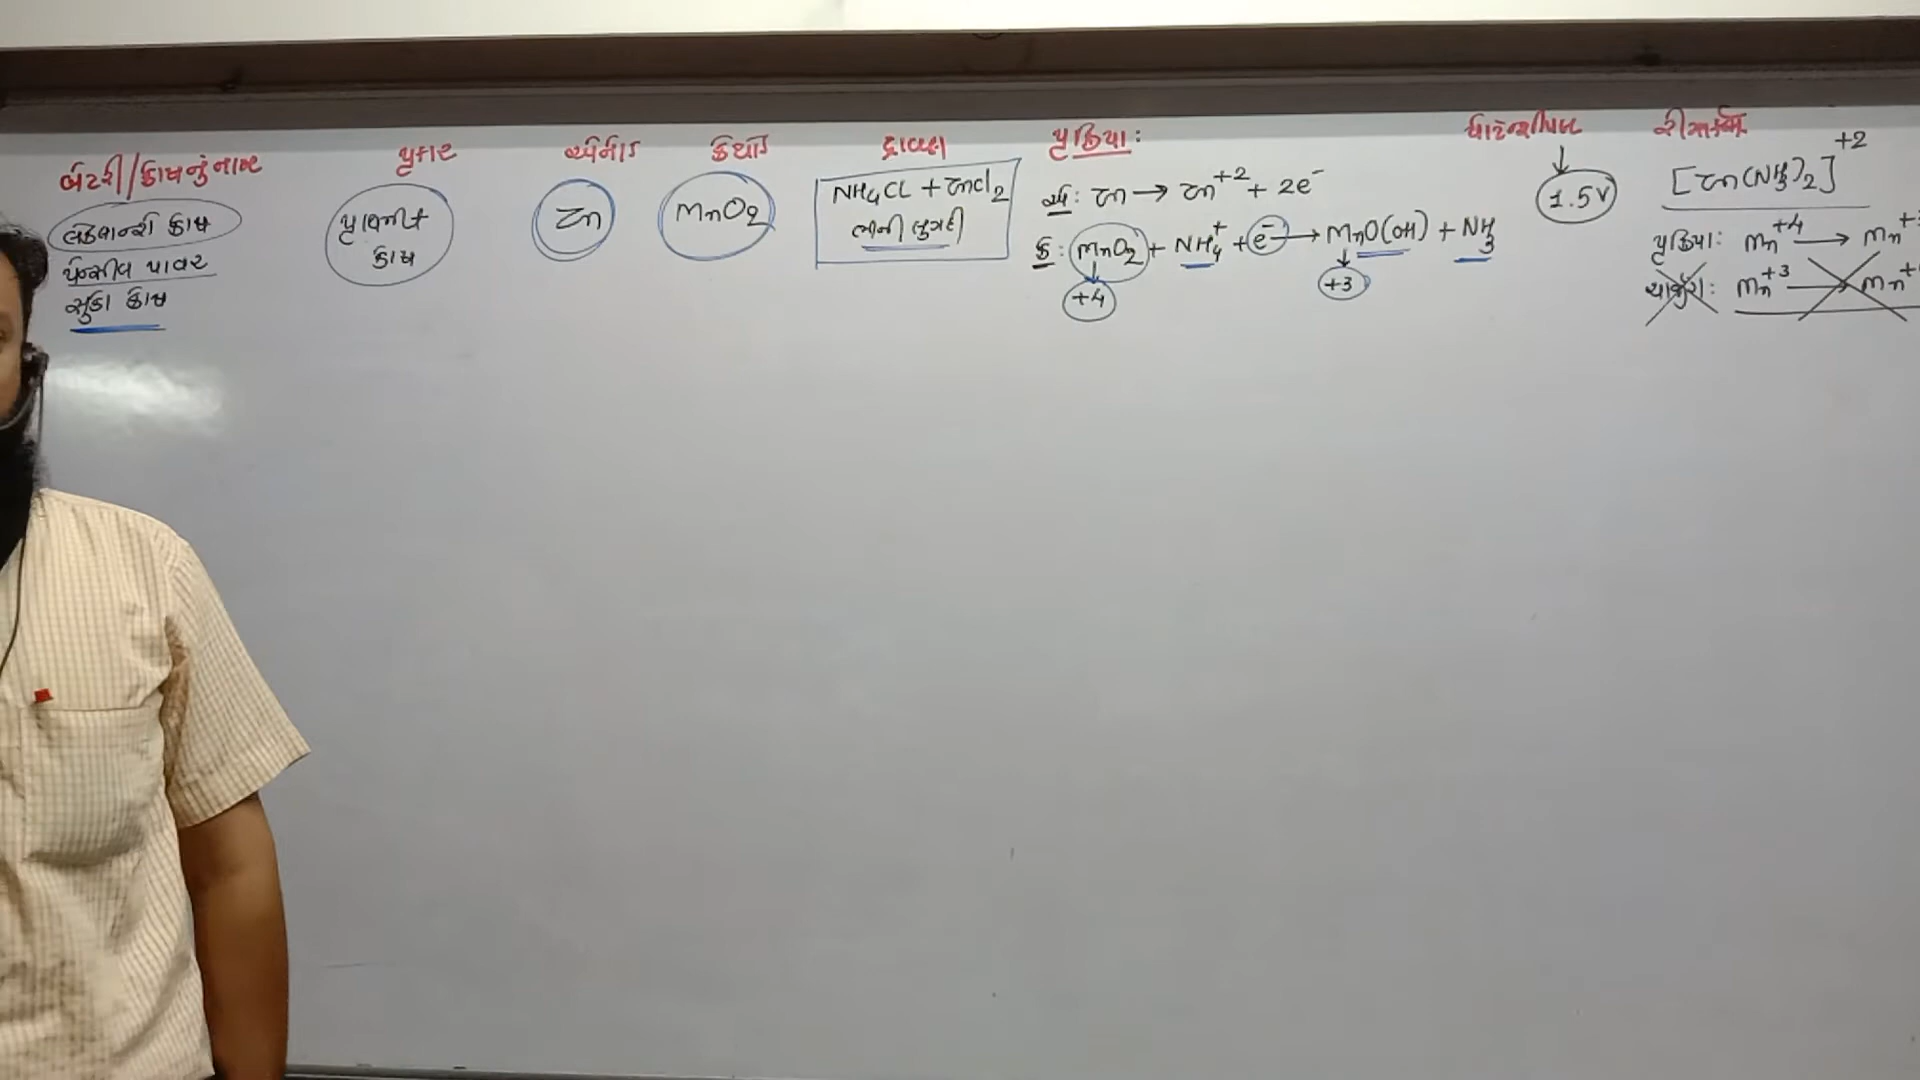 બેટરી/કોષનું નામ પ્રકાર એનોડ કેથોડ દ્રાવણ પ્રક્રિયા: પોટેન્શીયલ રીમાર્ક્સ
લેકલાન્શે કોષ
પેન્સીલ પાવર
સુકા કોષ
પ્રાથમિક
કોષ
Zn
MnO2
NH4Cl + ZnCl2
ભીની લુગદી
એ: Zn → Zn+2 + 2e-
કે: MnO2 + NH4+ + e- → MnO(OH) + NH3
+4
+3
1.5V
[Zn(NH3)2]+2
પ્રક્રિયા: Mn+4 → Mn+3
Mn+3 → Mn+